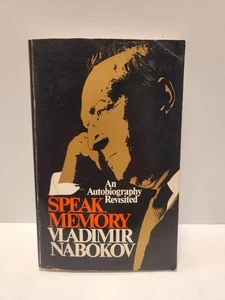 An
Autobiography
Revisited
SPEAK,
MEMORY
VLADIMIR
NABOKOV